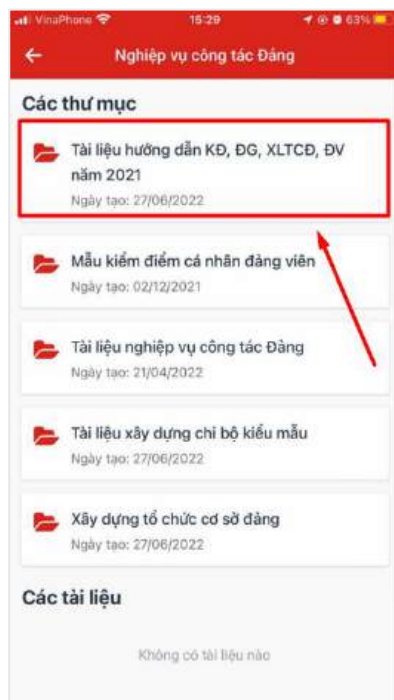 VinaPhone 15:29 63%
Nghiệp vụ công tác Đảng
Các thư mục
Tài liệu hướng dẫn KĐ, ĐG, XLTCĐ, ĐV
năm 2021
Ngày tạo: 27/06/2022
Mẫu kiểm điểm cá nhân đảng viên
Ngày tạo: 02/12/2021
Tài liệu nghiệp vụ công tác Đảng
Ngày tạo: 21/04/2022
Tài liệu xây dựng chi bộ kiểu mẫu
Ngày tạo: 27/06/2022
Xây dựng tổ chức cơ sở đảng
Ngày tạo: 27/06/2022
Các tài liệu
Không có tài liệu nào